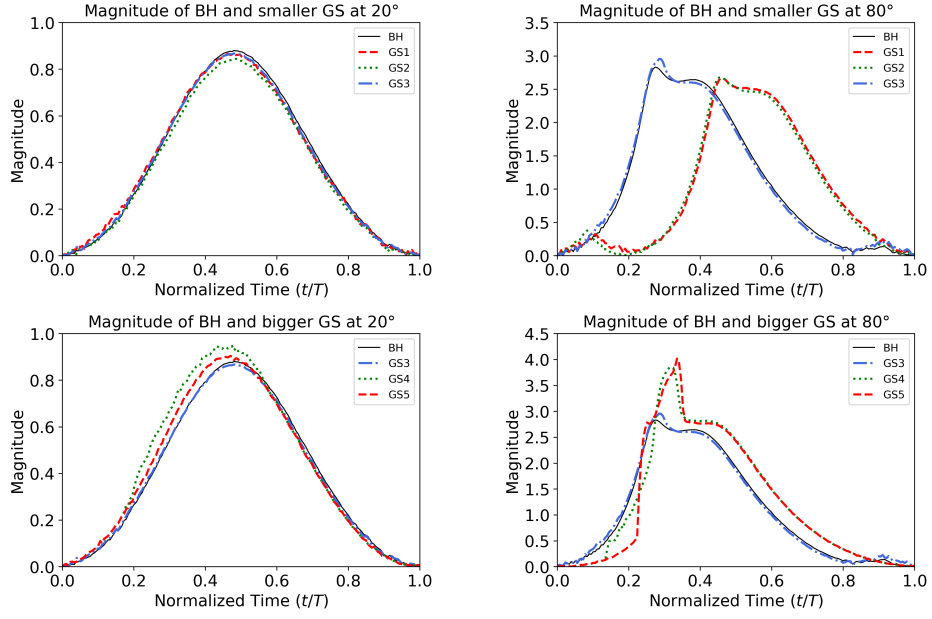 Magnitude of BH and smaller GS at 20°
1.0
0.8
0.6
0.4
0.2
0.0
Magnitude
BH
GS1
GS2
GS3
0.0 0.2 0.4 0.6 0.8 1.0
Normalized Time (t/T)
Magnitude of BH and smaller GS at 80°
3.5
3.0
2.5
2.0
1.5
1.0
0.5
0.0
Magnitude
BH
GS1
GS2
GS3
0.0 0.2 0.4 0.6 0.8 1.0
Normalized Time (t/T)
Magnitude of BH and bigger GS at 20°
1.0
0.8
0.6
0.4
0.2
0.0
Magnitude
BH
GS3
GS4
GS5
0.0 0.2 0.4 0.6 0.8 1.0
Normalized Time (t/T)
Magnitude of BH and bigger GS at 80°
4.5
4.0
3.5
3.0
2.5
2.0
1.5
1.0
0.5
0.0
Magnitude
BH
GS3
GS4
GS5
0.0 0.2 0.4 0.6 0.8 1.0
Normalized Time (t/T)